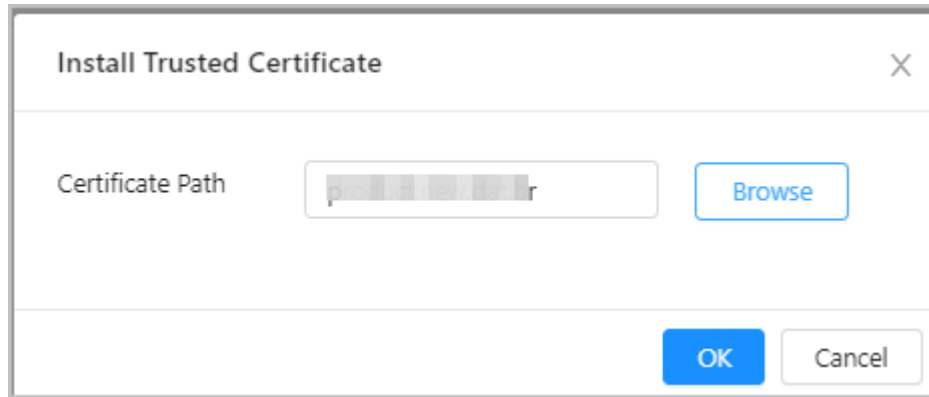 Install Trusted Certificate
Certificate Path
Browse
OK
Cancel